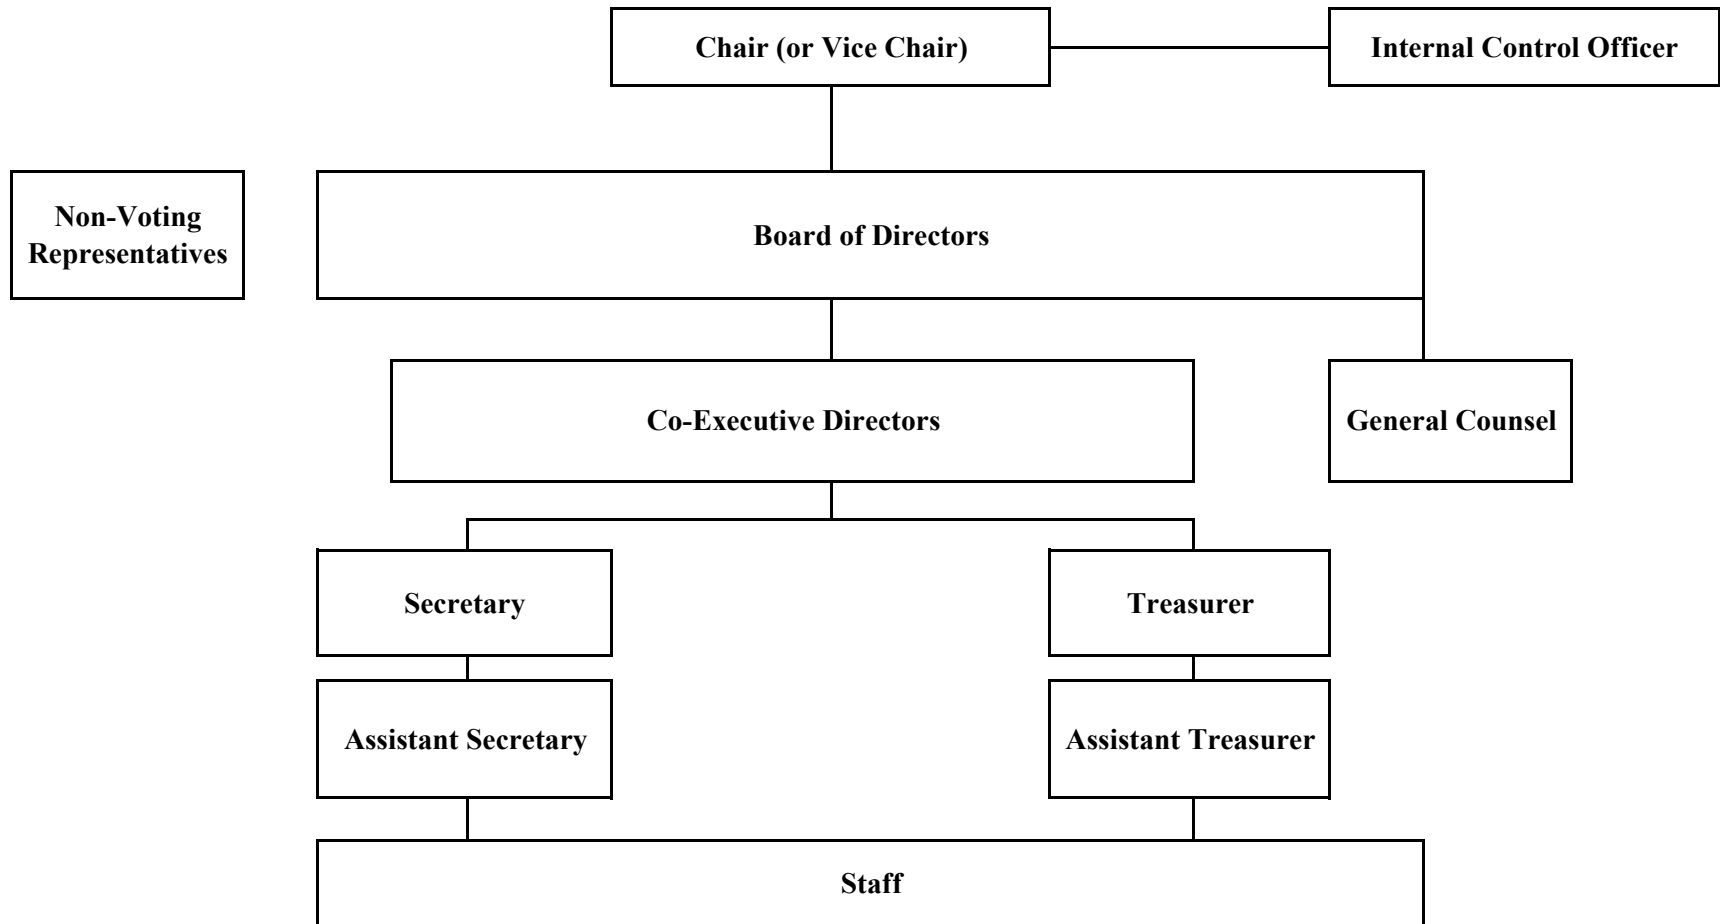 Chair (or Vice Chair)
Internal Control Officer
Non-Voting
Representatives
Board of Directors
Co-Executive Directors
General Counsel
Secretary
Treasurer
Assistant Secretary
Assistant Treasurer
Staff